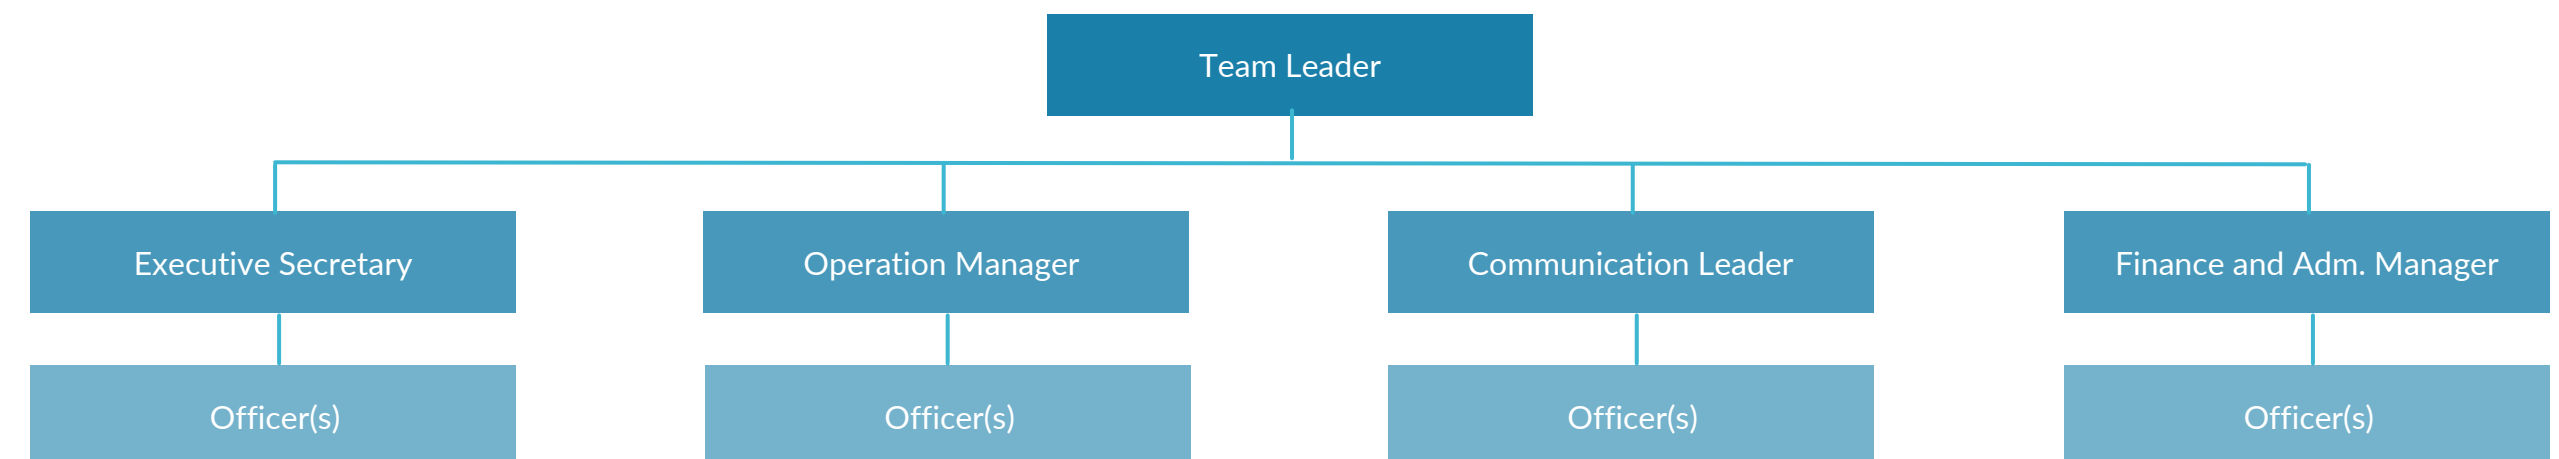 Team Leader
Executive Secretary
Operation Manager
Communication Leader
Finance and Adm. Manager
Officer(s)
Officer(s)
Officer(s)
Officer(s)